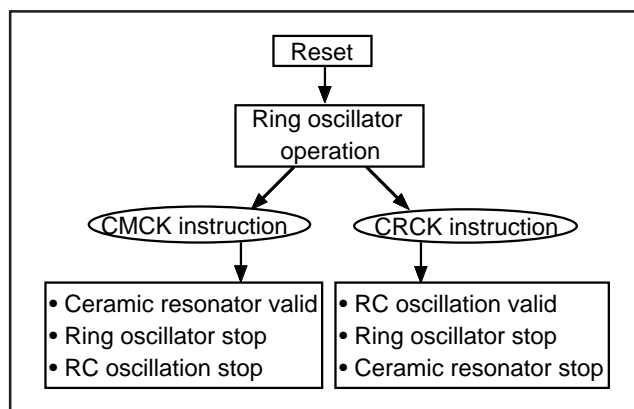 Reset
Ring oscillator
operation
CMCK instruction
CRCK instruction
• Ceramic resonator valid
• Ring oscillator stop
• RC oscillation stop
• RC oscillation valid
• Ring oscillator stop
• Ceramic resonator stop